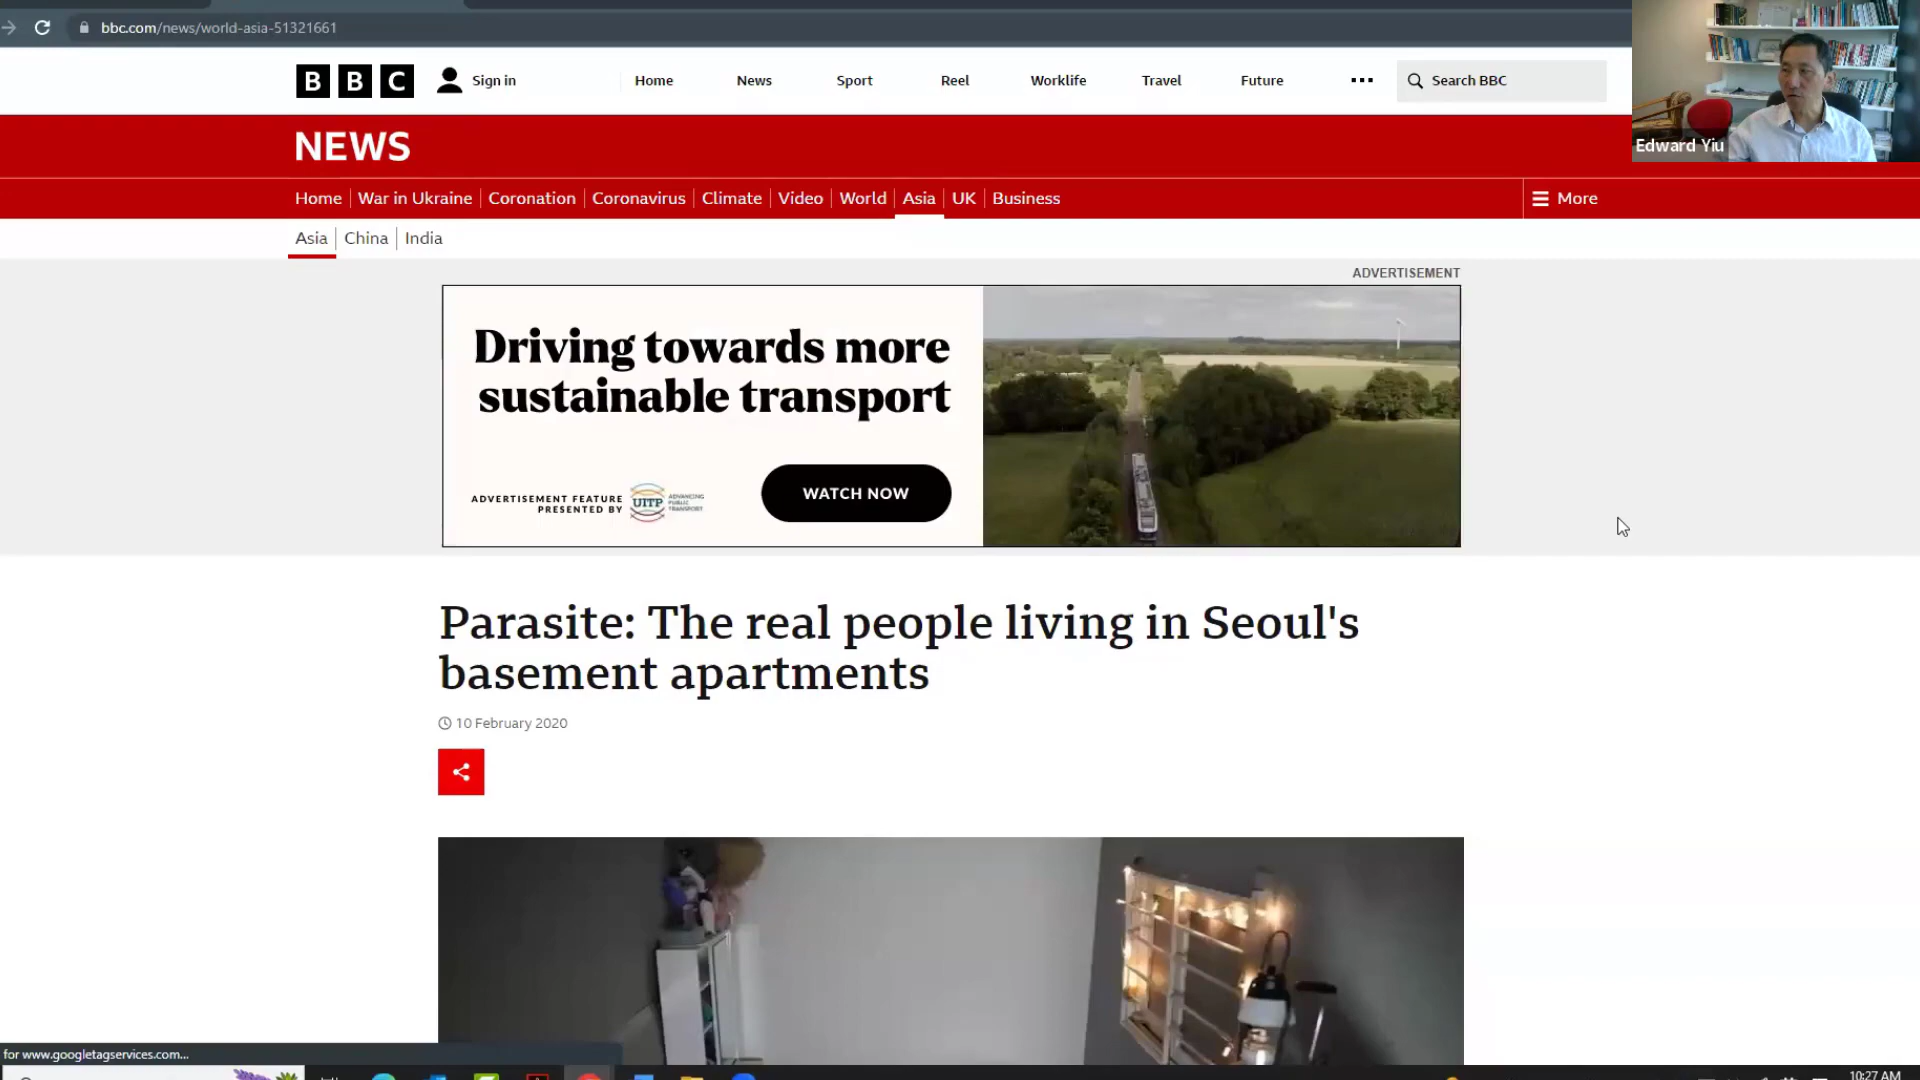 bbc.com/news/world-asia-51321661
BBC Sign in Home News Sport Reel Worklife Travel Future Search BBC
Edward Yiu
NEWS
Home War in Ukraine Coronation Coronavirus Climate Video World Asia UK Business More
Asia China India
ADVERTISEMENT
Driving towards more
sustainable transport
ADVERTISEMENT FEATURE
PRESENTED BY
UITP
ADVANCING
PUBLIC
TRANSPORT
WATCH NOW
Parasite: The real people living in Seoul's
basement apartments
10 February 2020
for www.googletagservices.com...
10:27 AM